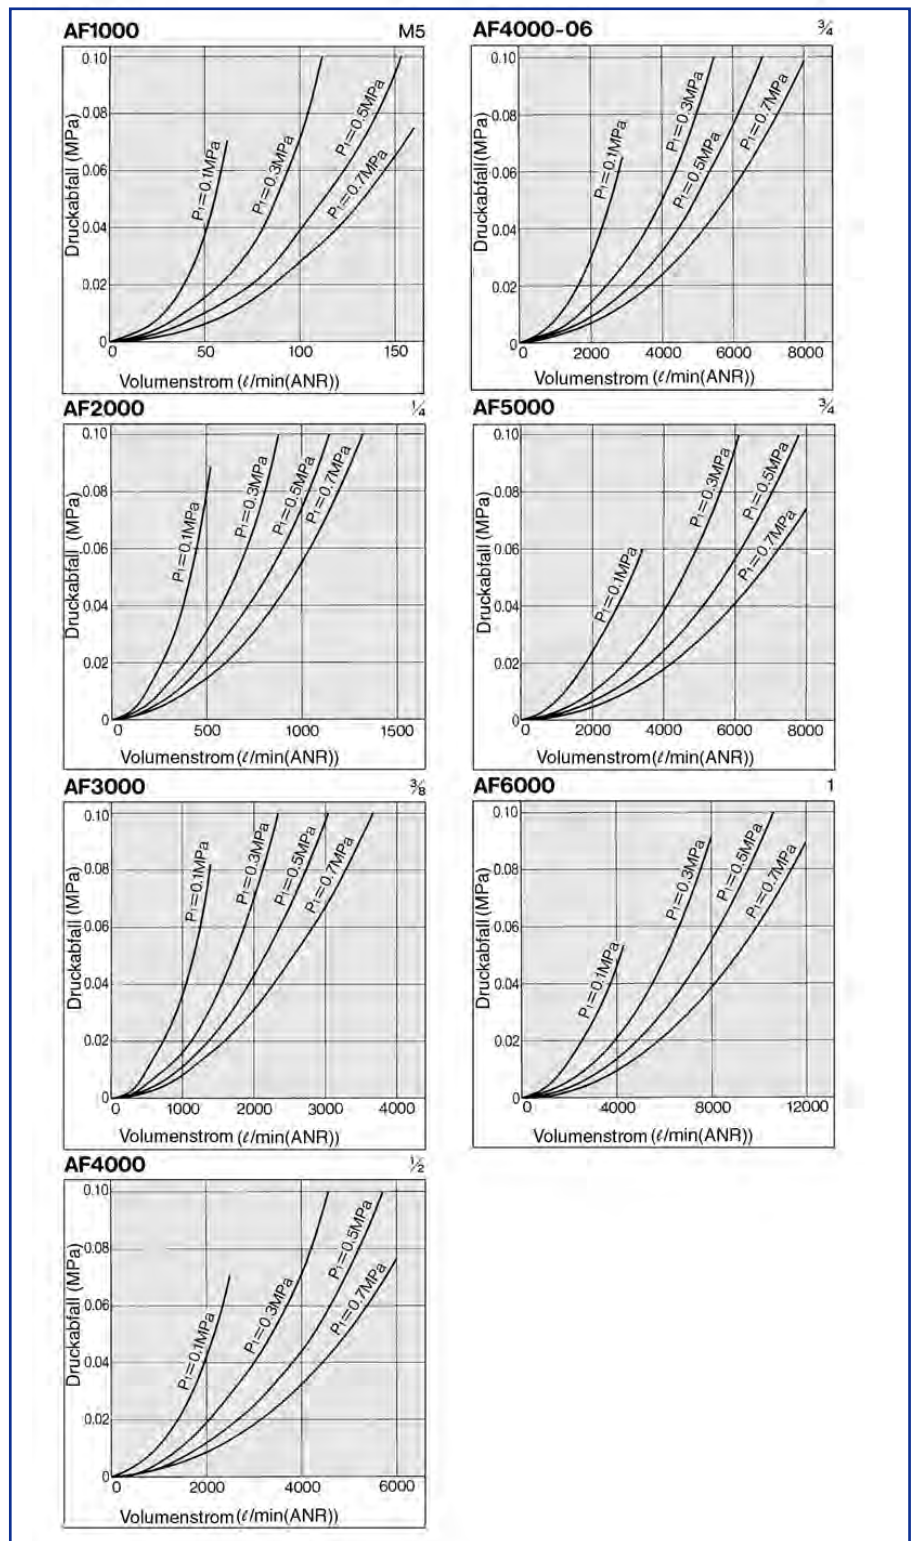 AF1000 M5
0.10
0.08
0.06
0.04
0.02
0
0 50 100 150
Druckabfall (MPa)
P₁=0.1MPa
P₁=0.3MPa
P₁=0.5MPa
P₁=0.7MPa
Volumenstrom (ℓ/min(ANR))
AF2000 ¼
0.10
0.08
0.06
0.04
0.02
0
0 500 1000 1500
Druckabfall (MPa)
P₁=0.1MPa
P₁=0.3MPa
P₁=0.5MPa
P₁=0.7MPa
Volumenstrom (ℓ/min(ANR))
AF3000 ⅜
0.10
0.08
0.06
0.04
0.02
0
0 1000 2000 3000 4000
Druckabfall (MPa)
P₁=0.1MPa
P₁=0.3MPa
P₁=0.5MPa
P₁=0.7MPa
Volumenstrom (ℓ/min(ANR))
AF4000 ½
0.10
0.08
0.06
0.04
0.02
0
0 2000 4000 6000
Druckabfall (MPa)
P₁=0.1MPa
P₁=0.3MPa
P₁=0.5MPa
P₁=0.7MPa
Volumenstrom (ℓ/min(ANR))
AF4000-06 ¾
0.10
0.08
0.06
0.04
0.02
0
0 2000 4000 6000 8000
Druckabfall(MPa)
P₁=0.1MPa
P₁=0.3MPa
P₁=0.5MPa
P₁=0.7MPa
Volumenstrom (ℓ/min(ANR))
AF5000 ¾
0.10
0.08
0.06
0.04
0.02
0
0 2000 4000 6000 8000
Druckabfall (MPa)
P₁=0.1MPa
P₁=0.3MPa
P₁=0.5MPa
P₁=0.7MPa
Volumenstrom(ℓ/min(ANR))
AF6000 1
0.10
0.08
0.06
0.04
0.02
0
0 4000 8000 12000
Druckabfall (MPa)
P₁=0.1MPa
P₁=0.3MPa
P₁=0.5MPa
P₁=0.7MPa
Volumenstrom (ℓ/min(ANR))